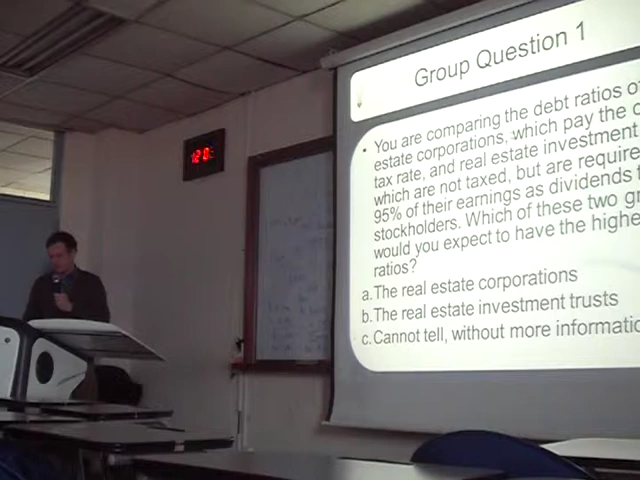 Group Question 1
• You are comparing the debt ratios of
estate corporations, which pay the
tax rate, and real estate investment
which are not taxed, but are require
95% of their earnings as dividends
stockholders. Which of these two
would you expect to have the highe
ratios?
a. The real estate corporations
b. The real estate investment trusts
c. Cannot tell, without more informatio